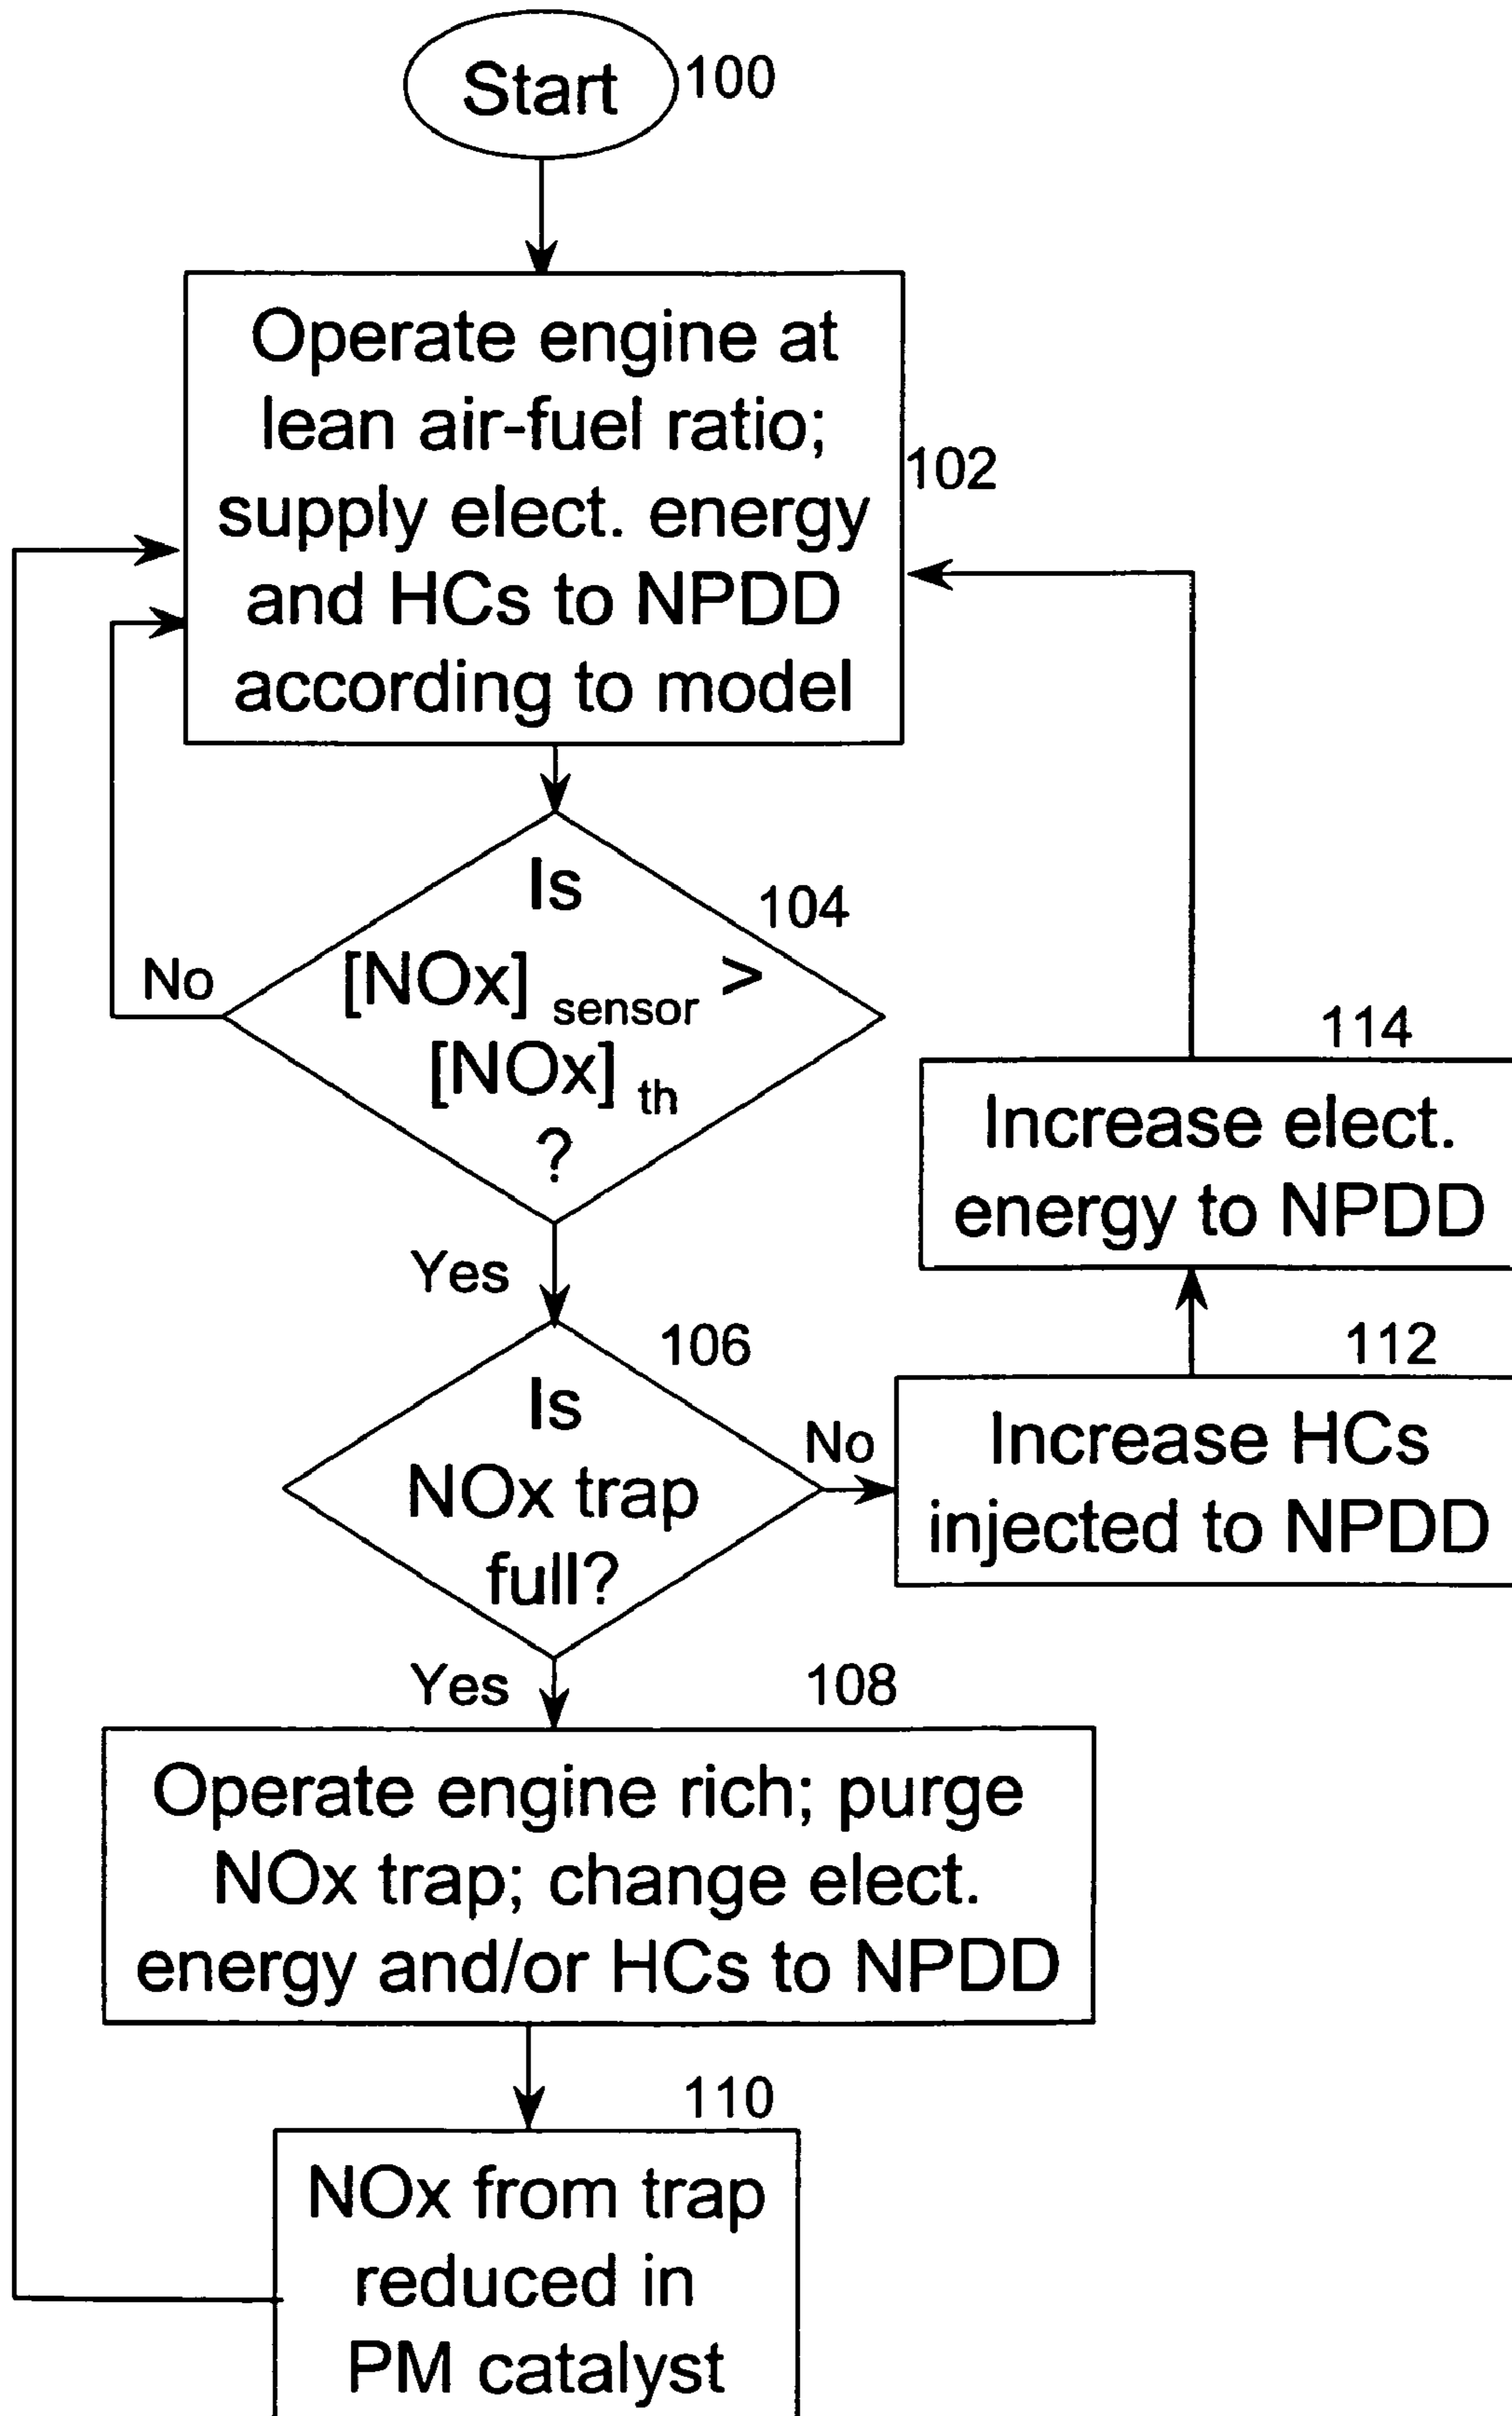 Start
100
Operate engine at
lean air-fuel ratio;
supply elect. energy
and HCs to NPDD
according to model
102
Is
[NOx] sensor >
[NOx] th
?
104
No
Yes
Is
NOx trap
full?
106
No
Increase HCs
injected to NPDD
112
Increase elect.
energy to NPDD
114
Yes
108
Operate engine rich; purge
NOx trap; change elect.
energy and/or HCs to NPDD
110
NOx from trap
reduced in
PM catalyst